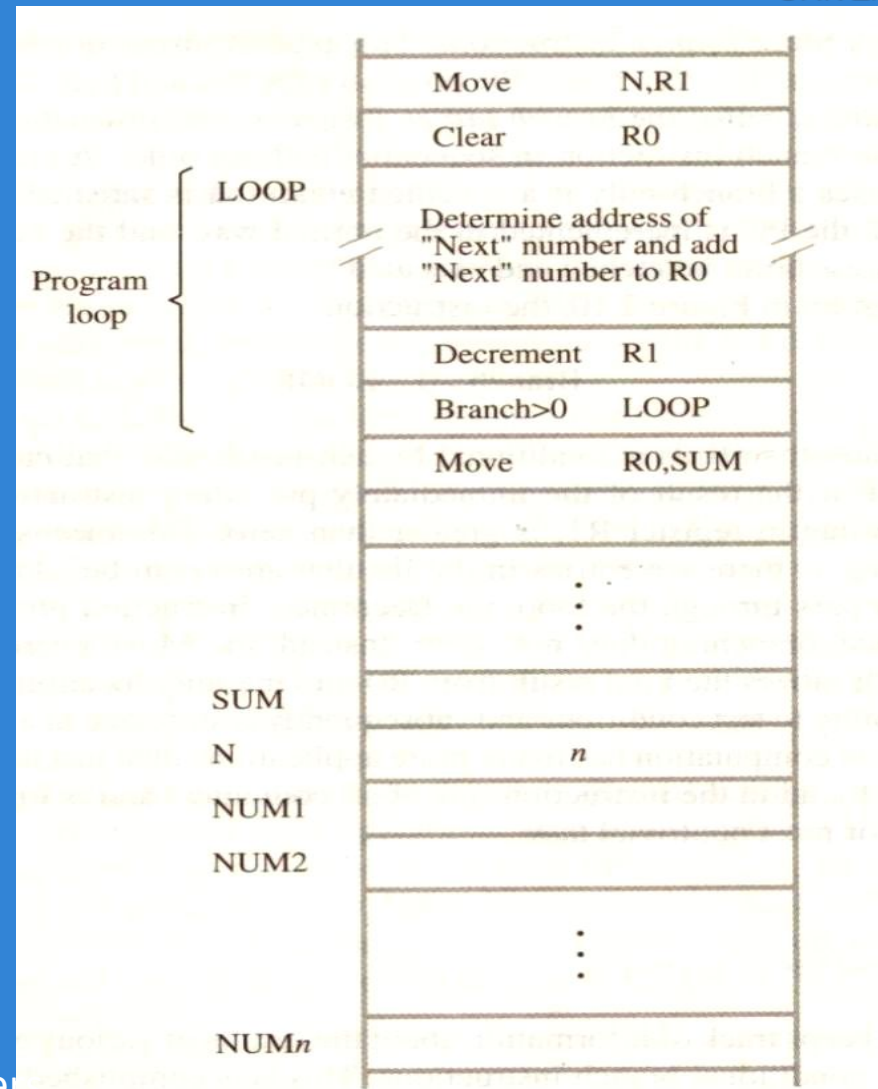 Move N,R1
Clear R0
LOOP
Determine address of
"Next" number and add
"Next" number to R0
Program
loop
Decrement R1
Branch>0 LOOP
Move R0,SUM
SUM
N n
NUM1
NUM2
NUMn